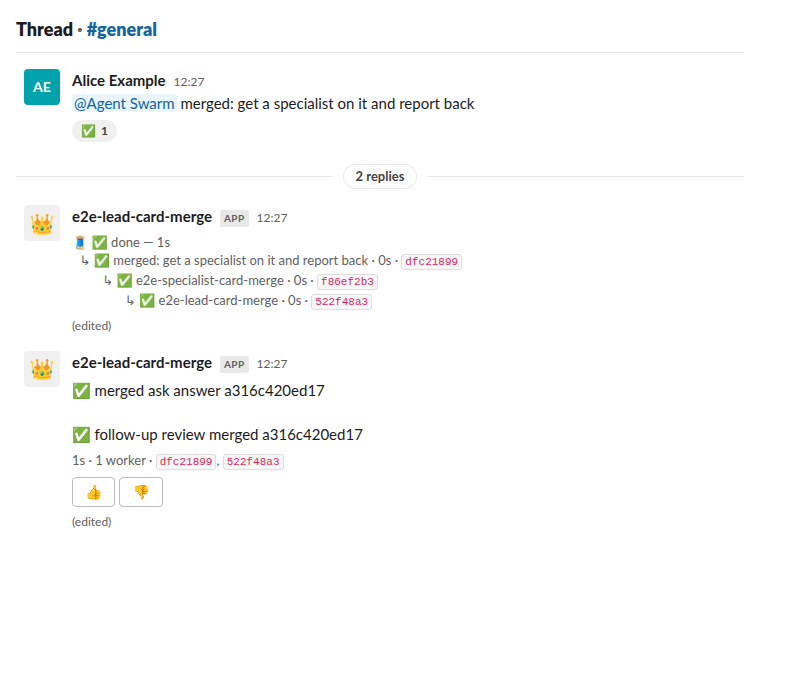 Thread • #general
AE
Alice Example 12:27
@Agent Swarm merged: get a specialist on it and report back
✅ 1
2 replies
e2e-lead-card-merge APP 12:27
🧵 ✅ done — 1s
↳ ✅ merged: get a specialist on it and report back · 0s · dfc21899
↳ ✅ e2e-specialist-card-merge · 0s · f86ef2b3
↳ ✅ e2e-lead-card-merge · 0s · 522f48a3
(edited)
e2e-lead-card-merge APP 12:27
✅ merged ask answer a316c420ed17
✅ follow-up review merged a316c420ed17
1s · 1 worker · dfc21899, 522f48a3
👍 👎
(edited)